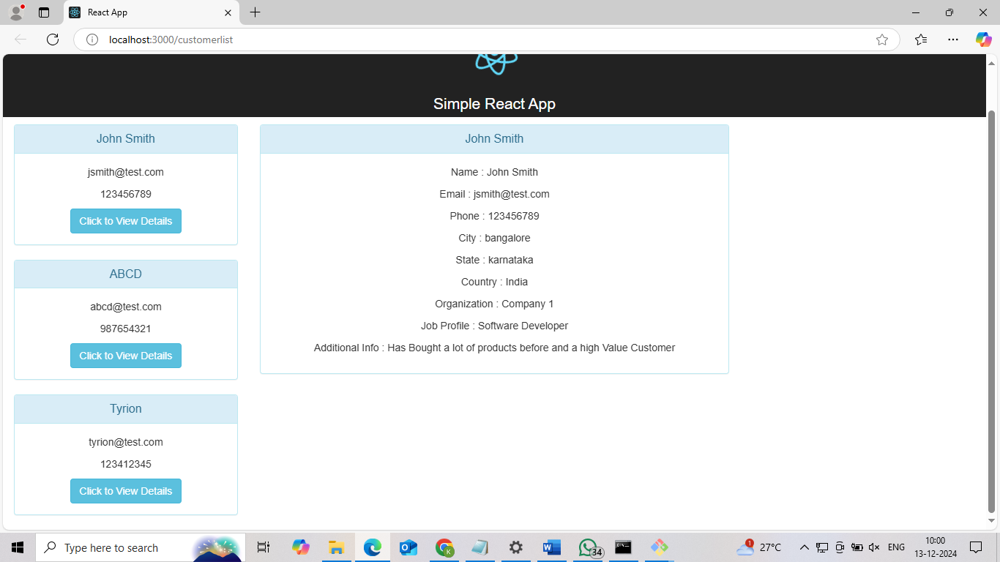 React App
localhost:3000/customerlist
Simple React App
John Smith
jsmith@test.com
123456789
Click to View Details
ABCD
abcd@test.com
987654321
Click to View Details
Tyrion
tyrion@test.com
123412345
Click to View Details
John Smith
Name : John Smith
Email : jsmith@test.com
Phone : 123456789
City : bangalore
State : karnataka
Country : India
Organization : Company 1
Job Profile : Software Developer
Additional Info : Has Bought a lot of products before and a high Value Customer
Type here to search
K
W
34
1
27°C
ENG
10:00
13-12-2024